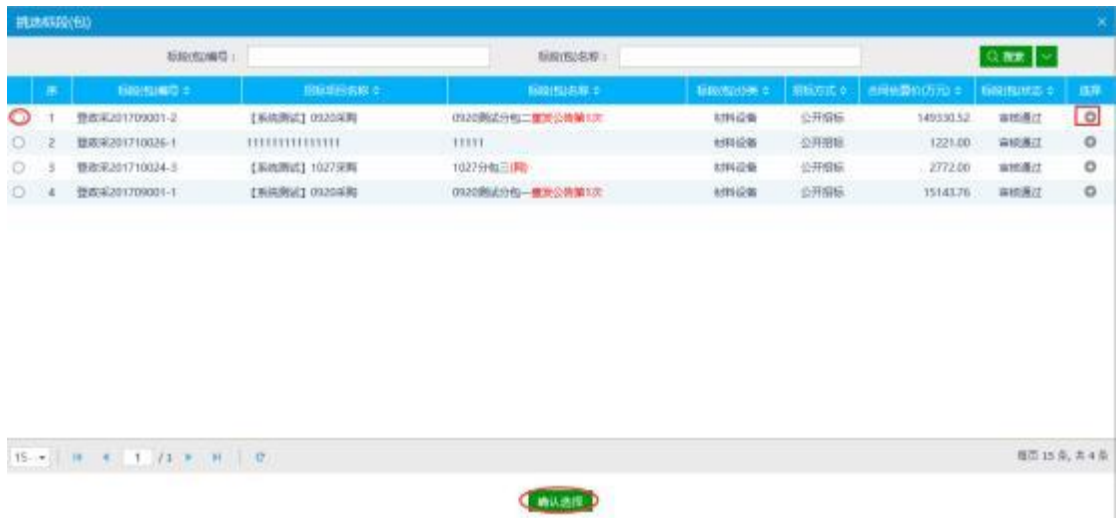 挑选标段(包)
标段(包)编号： 标段(包)名称： 搜索
序 标段(包)编号 招标项目名称 标段(包)名称 标段(包)分类 招标方式 合同估算价(万元) 标段(包)状态 选择
1 登政采201709001-2 【系统测试】0920采购 0920测试分包二重发公告第1次 材料设备 公开招标 149330.52 审核通过
2 登政采201710026-1 11111111111111 11111 材料设备 公开招标 1221.00 审核通过
3 登政采201710024-3 【系统测试】1027采购 1027分包三(网) 材料设备 公开招标 2772.00 审核通过
4 登政采201709001-1 【系统测试】0920采购 0920测试分包一重发公告第1次 材料设备 公开招标 15143.76 审核通过
15 1 /1 每页 15 条, 共 4 条
确认选择